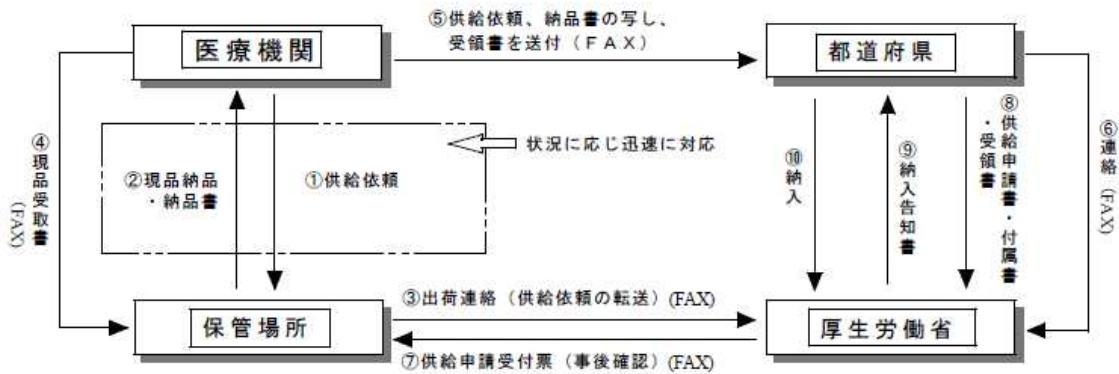 ⑤供給依頼、納品書の写し、
受領書を送付（ＦＡＸ）
医療機関
都道府県
④現品受取書
(FAX)
②現品納品
・納品書
①供給依頼
状況に応じ迅速に対応
⑩納入
⑨納入告知書
⑧供給申請書・付属書
・受領書
⑥連絡 (FAX)
③出荷連絡（供給依頼の転送）(FAX)
保管場所
厚生労働省
⑦供給申請受付票（事後確認）(FAX)